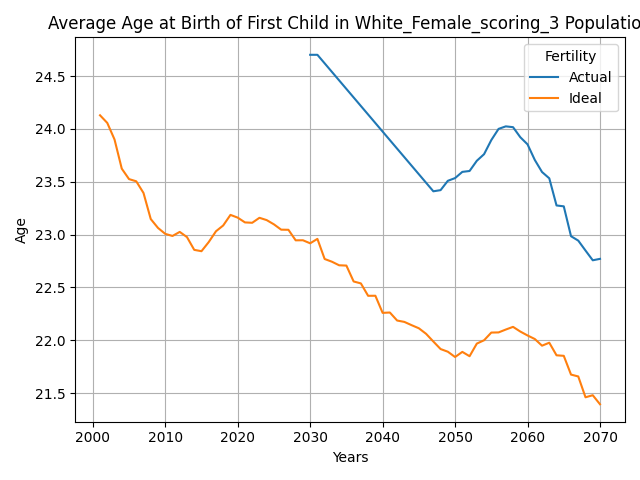 Average Age at Birth of First Child in White_Female_scoring_3 Populatio
Fertility
Actual
Ideal
24.5
24.0
23.5
23.0
22.5
22.0
21.5
Age
2000 2010 2020 2030 2040 2050 2060 2070
Years